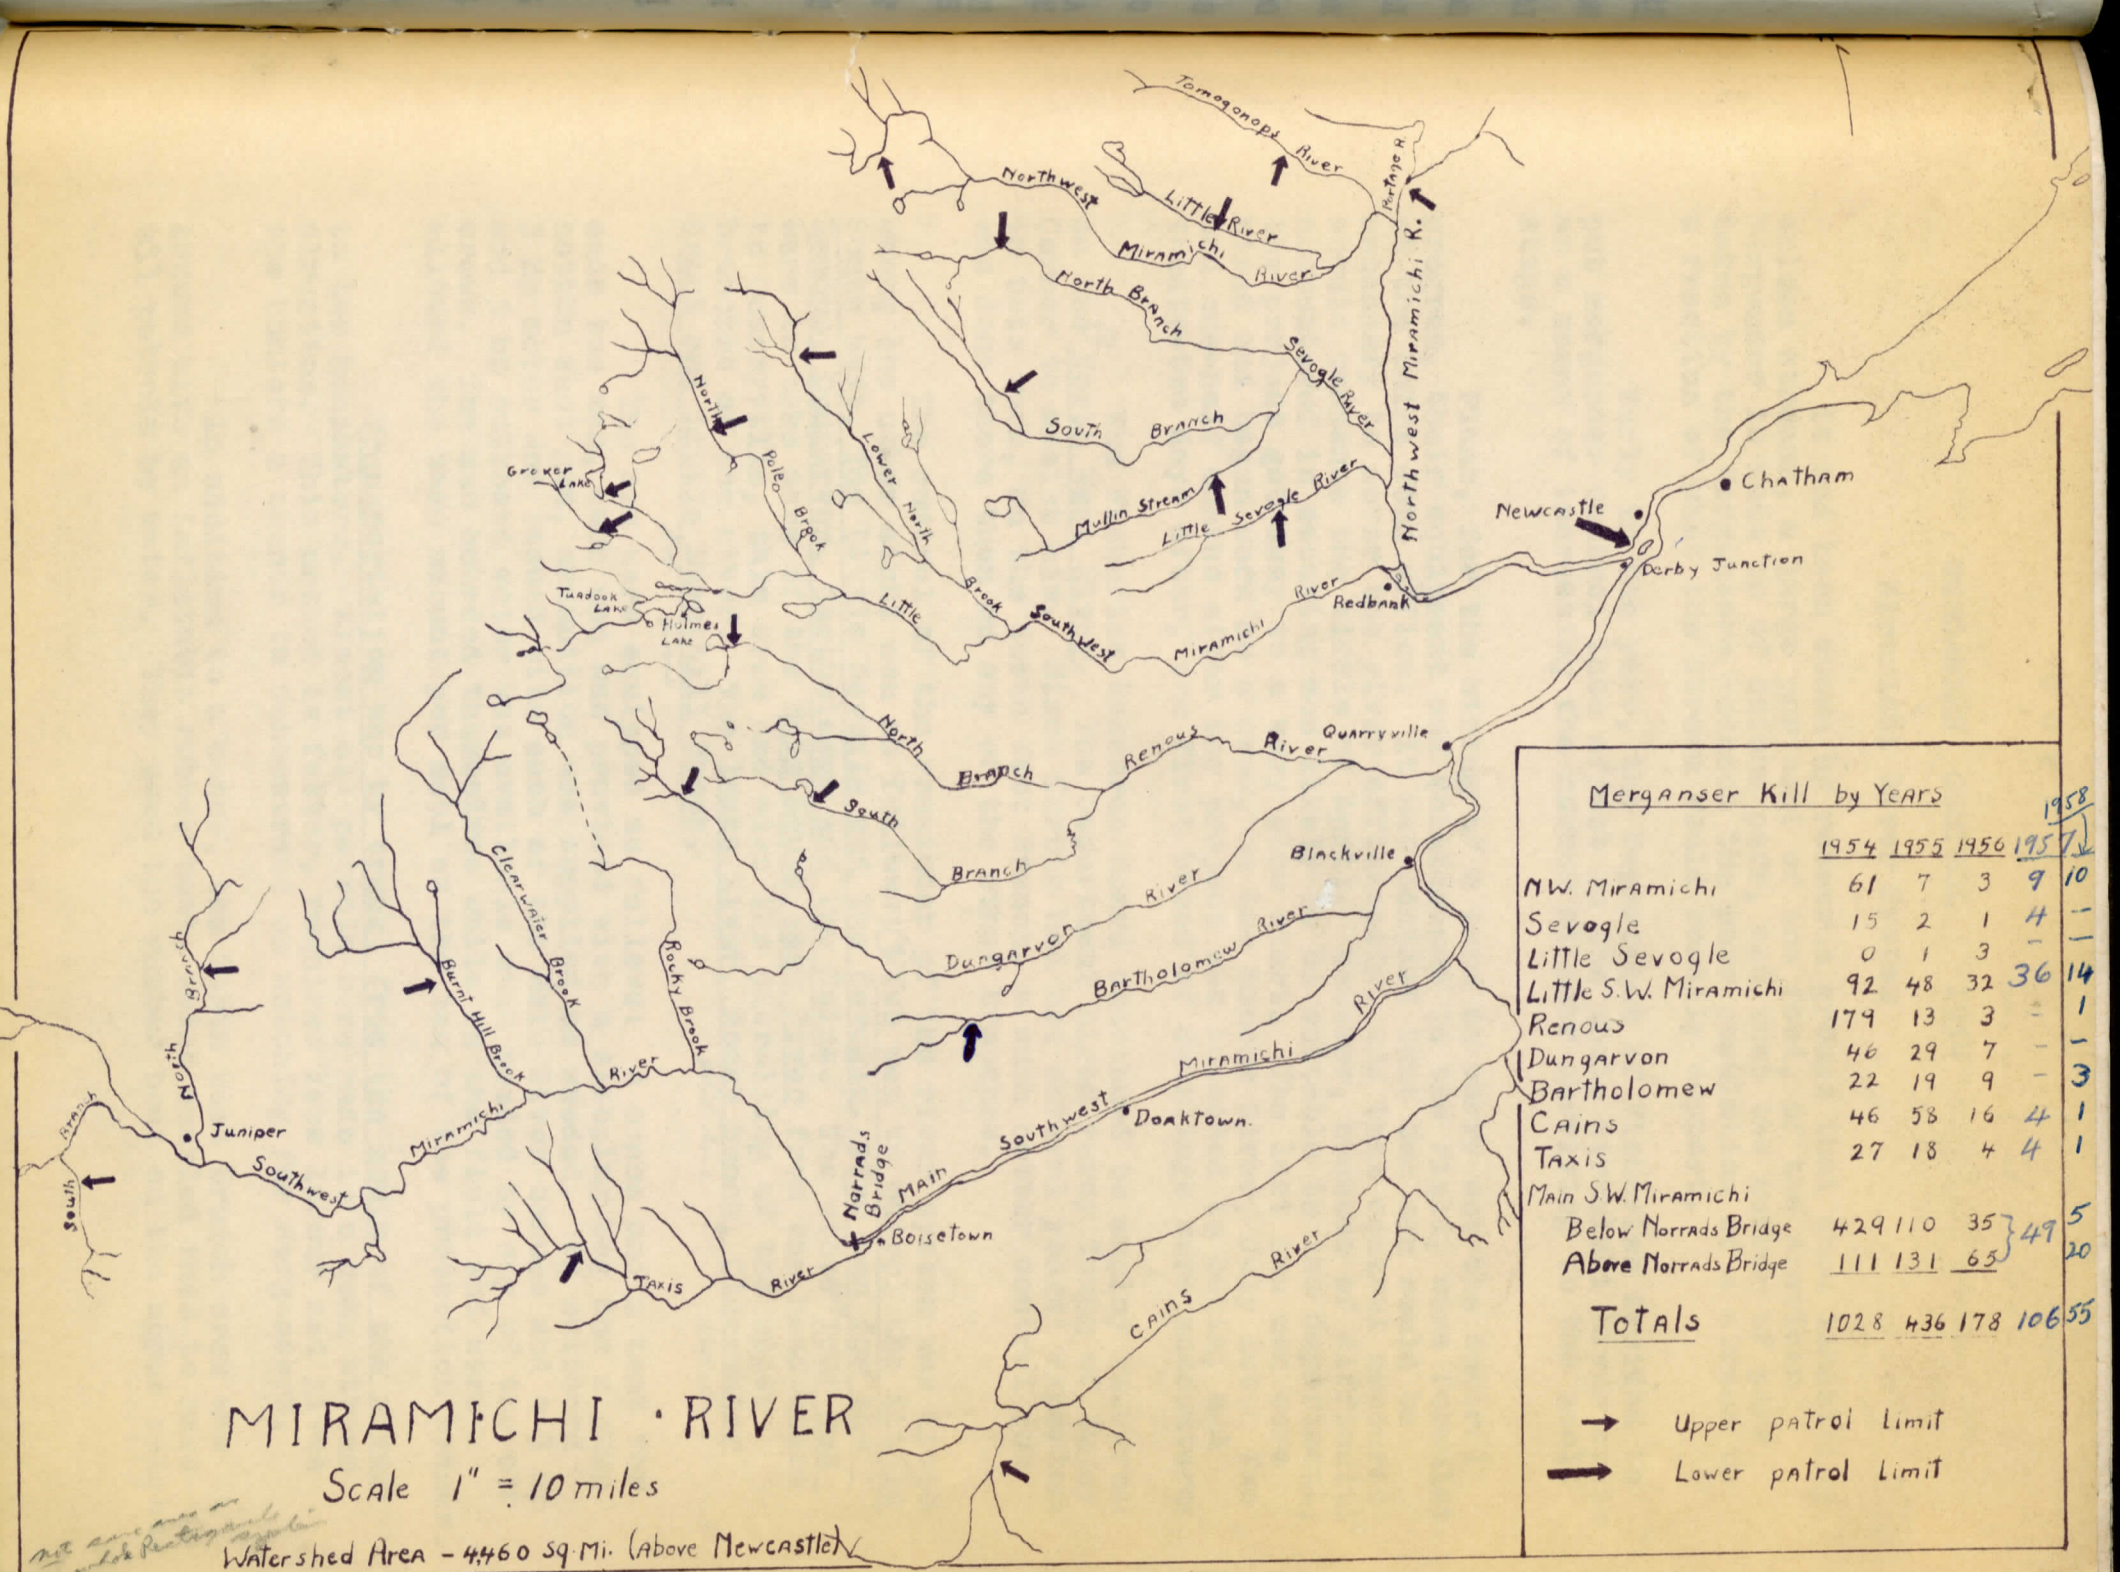 Tomogonops River
Portage R.
Northwest Miramichi River
Little River
North Branch
Sevogle River
Northwest Miramichi R.
South Branch
North Pole Brook
Lower North Brook
Mullin Stream
Little Sevogle River
Lake
Tuadook Lake
Holmes Lake
Little Southwest Miramichi River
Redbank
Newcastle
Chatham
Derby Junction
Quarryville
North Branch
Renous River
South Branch
Blackville
Dungarvon River
Bartholomew River
Clearwater Brook
Rocky Brook
Burnt Hill Brook
North Branch
South Branch
Juniper
Southwest Miramichi River
Norrads Bridge
Boisetown
Main Southwest Miramichi River
Doaktown.
Taxis River
Cains River
Merganser Kill by Years
1958
1954 1955 1956 1957
NW. Miramichi 61 7 3 9 10
Sevogle 15 2 1 4 -
Little Sevogle 0 1 3 - -
Little S.W. Miramichi 92 48 32 36 14
Renous 179 13 3 - 1
Dungarvon 46 29 7 - -
Bartholomew 22 19 9 - 3
Cains 46 58 16 4 1
Taxis 27 18 4 4 1
Main S.W. Miramichi
Below Norrads Bridge 429 110 35 } 49 5
Above Norrads Bridge 111 131 65 20
Totals 1028 436 178 106 55
→ Upper patrol limit
→ Lower patrol limit
MIRAMICHI RIVER
Scale 1" = 10 miles
Watershed Area - 4460 sq. Mi. (Above Newcastle)